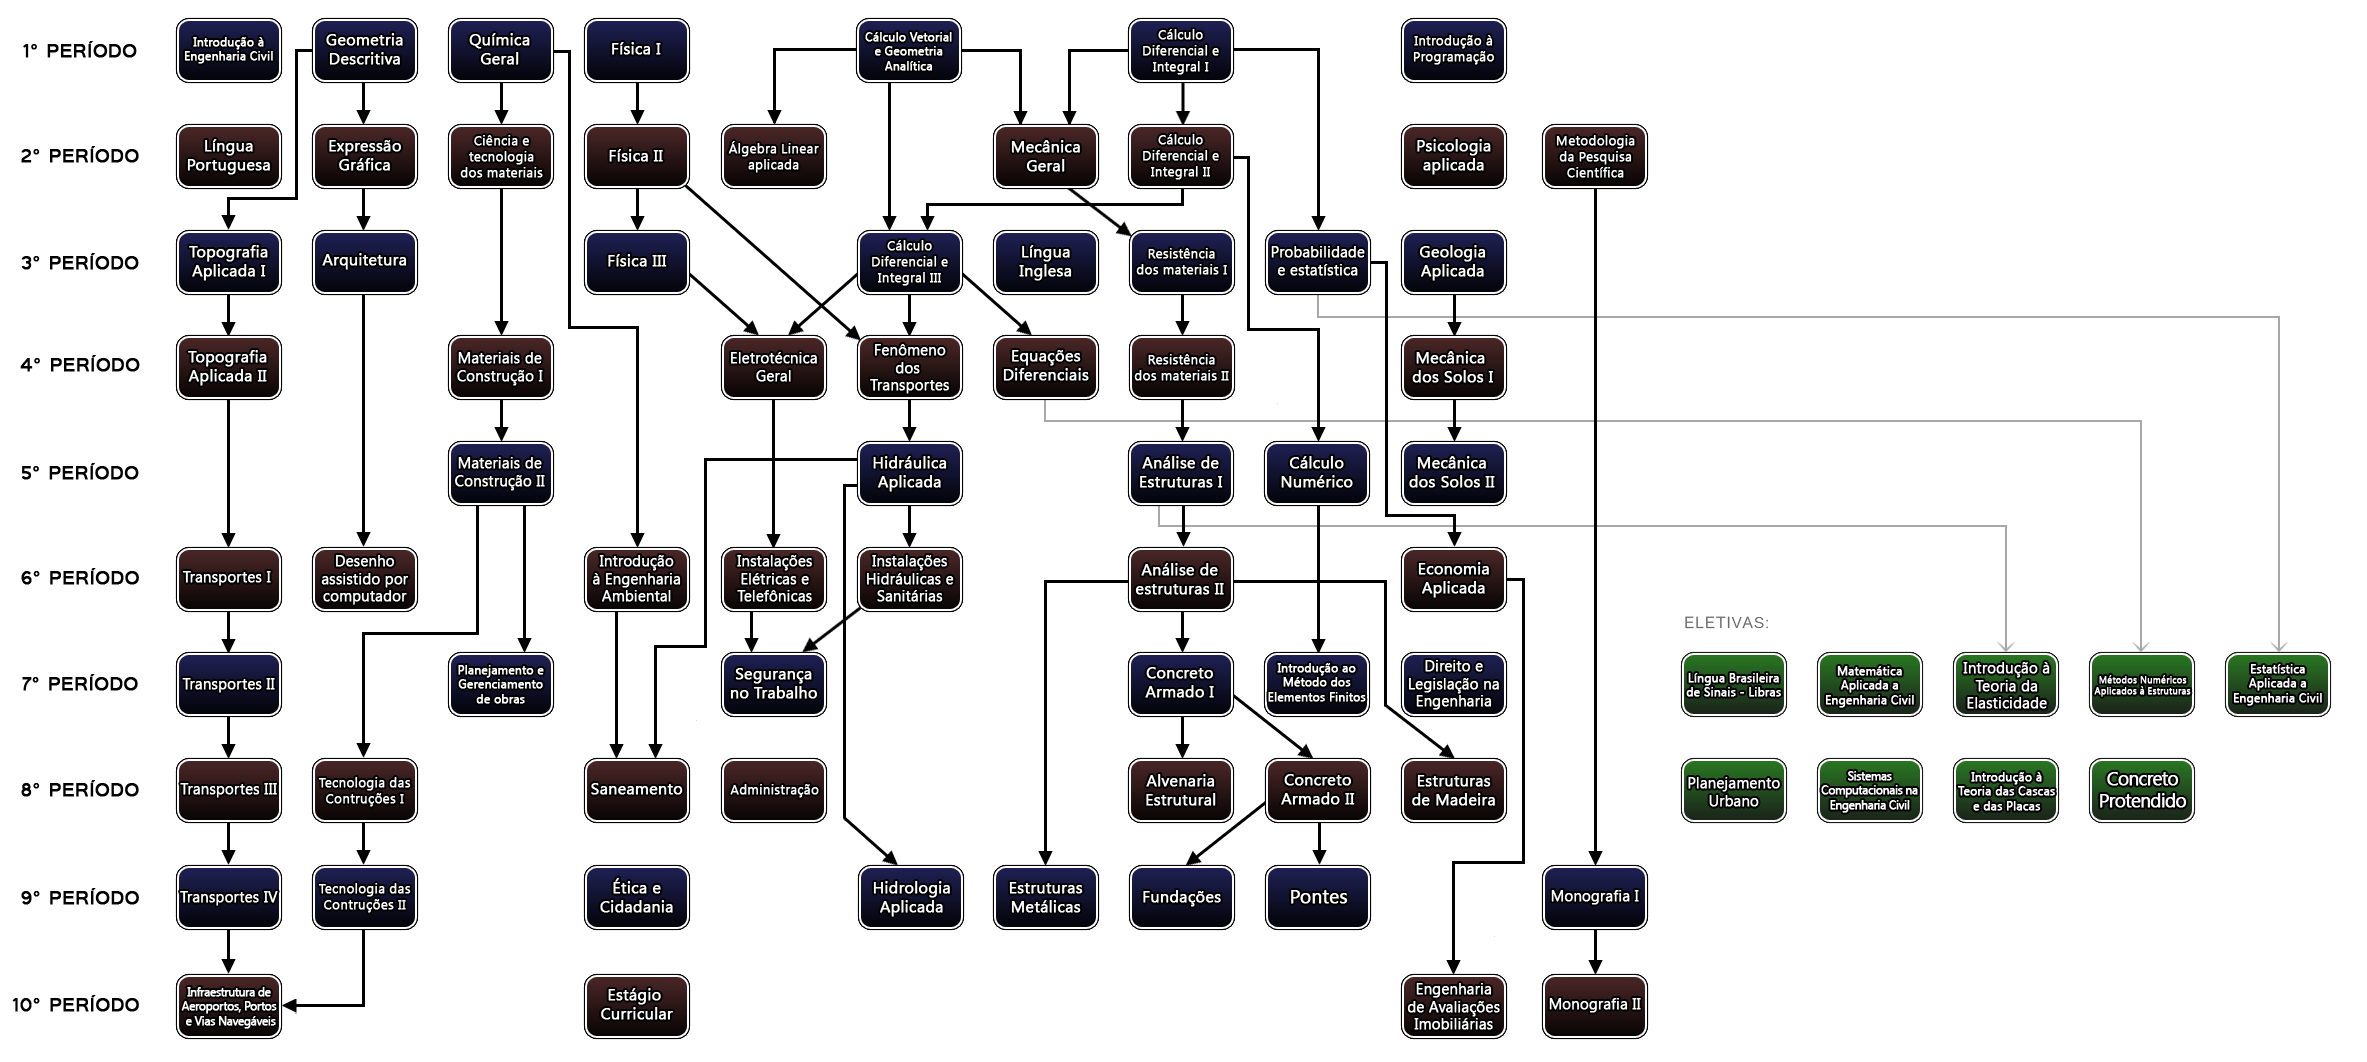 1° PERÍODO
Introdução à
Engenharia Civil
Geometria
Descritiva
Química
Geral
Física I
Cálculo Vetorial
e Geometria
Analítica
Cálculo
Diferencial e
Integral I
Introdução à
Programação
2° PERÍODO
Língua
Portuguesa
Expressão
Gráfica
Ciência e
tecnologia
dos materiais
Física II
Álgebra Linear
aplicada
Mecânica
Geral
Cálculo
Diferencial e
Integral II
Psicologia
aplicada
Metodologia
da Pesquisa
Científica
3° PERÍODO
Topografia
Aplicada I
Arquitetura
Física III
Cálculo
Diferencial e
Integral III
Língua
Inglesa
Resistência
dos materiais I
Probabilidade
e estatística
Geologia
Aplicada
4° PERÍODO
Topografia
Aplicada II
Materiais de
Construção I
Eletrotécnica
Geral
Fenômeno
dos
Transportes
Equações
Diferenciais
Resistência
dos materiais II
Mecânica
dos Solos I
5° PERÍODO
Materiais de
Construção II
Hidráulica
Aplicada
Análise de
Estruturas I
Cálculo
Numérico
Mecânica
dos Solos II
6° PERÍODO
Transportes I
Desenho
assistido por
computador
Introdução
à Engenharia
Ambiental
Instalações
Elétricas e
Telefônicas
Instalações
Hidráulicas e
Sanitárias
Análise de
estruturas II
Economia
Aplicada
ELETIVAS:
7° PERÍODO
Transportes II
Planejamento e
Gerenciamento
de obras
Segurança
no Trabalho
Concreto
Armado I
Introdução ao
Método dos
Elementos Finitos
Direito e
Legislação na
Engenharia
Língua Brasileira
de Sinais - Libras
Matemática
Aplicada a
Engenharia Civil
Introdução à
Teoria da
Elasticidade
Métodos Numéricos
Aplicados à Estruturas
Estatística
Aplicada a
Engenharia Civil
8° PERÍODO
Transportes III
Tecnologia das
Contruções I
Saneamento
Administração
Alvenaria
Estrutural
Concreto
Armado II
Estruturas
de Madeira
Planejamento
Urbano
Sistemas
Computacionais na
Engenharia Civil
Introdução à
Teoria das Cascas
e das Placas
Concreto
Protendido
9° PERÍODO
Transportes IV
Tecnologia das
Contruções II
Ética e
Cidadania
Hidrologia
Aplicada
Estruturas
Metálicas
Fundações
Pontes
Monografia I
10° PERÍODO
Infraestrutura de
Aeroportos, Portos
e Vias Navegáveis
Estágio
Curricular
Engenharia
de Avaliações
Imobiliárias
Monografia II